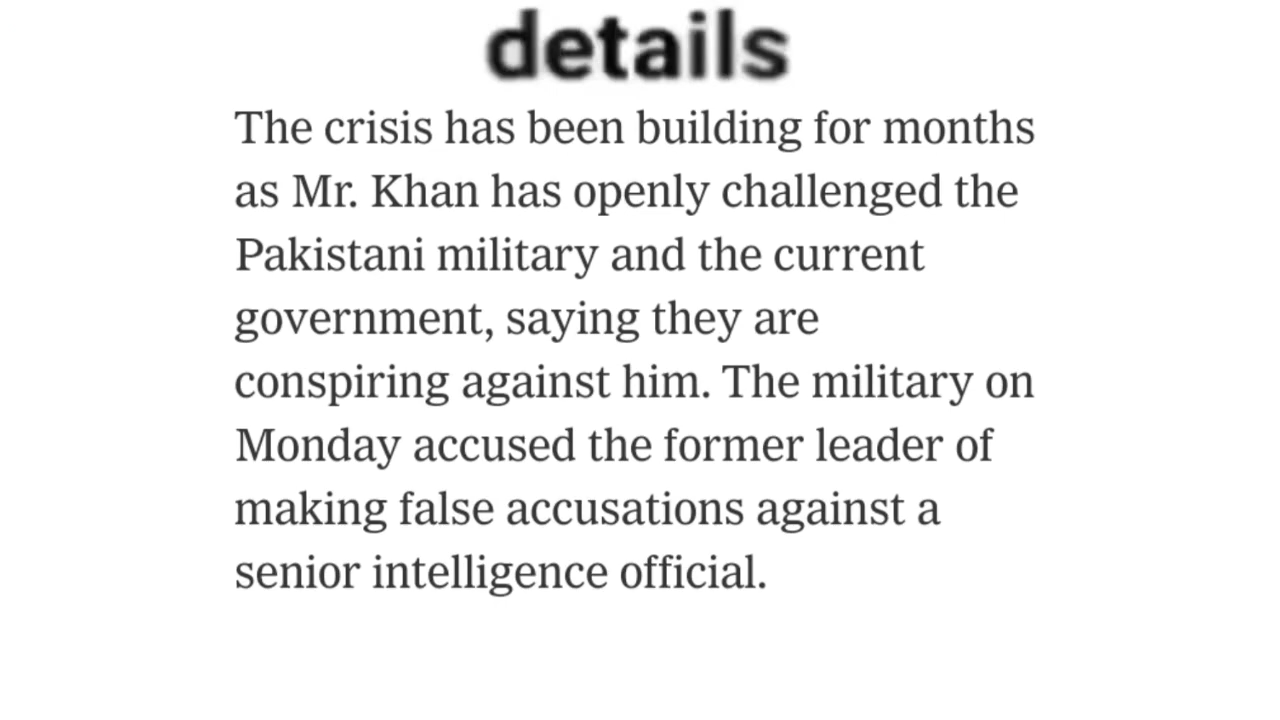 details
The crisis has been building for months
as Mr. Khan has openly challenged the
Pakistani military and the current
government, saying they are
conspiring against him. The military on
Monday accused the former leader of
making false accusations against a
senior intelligence official.